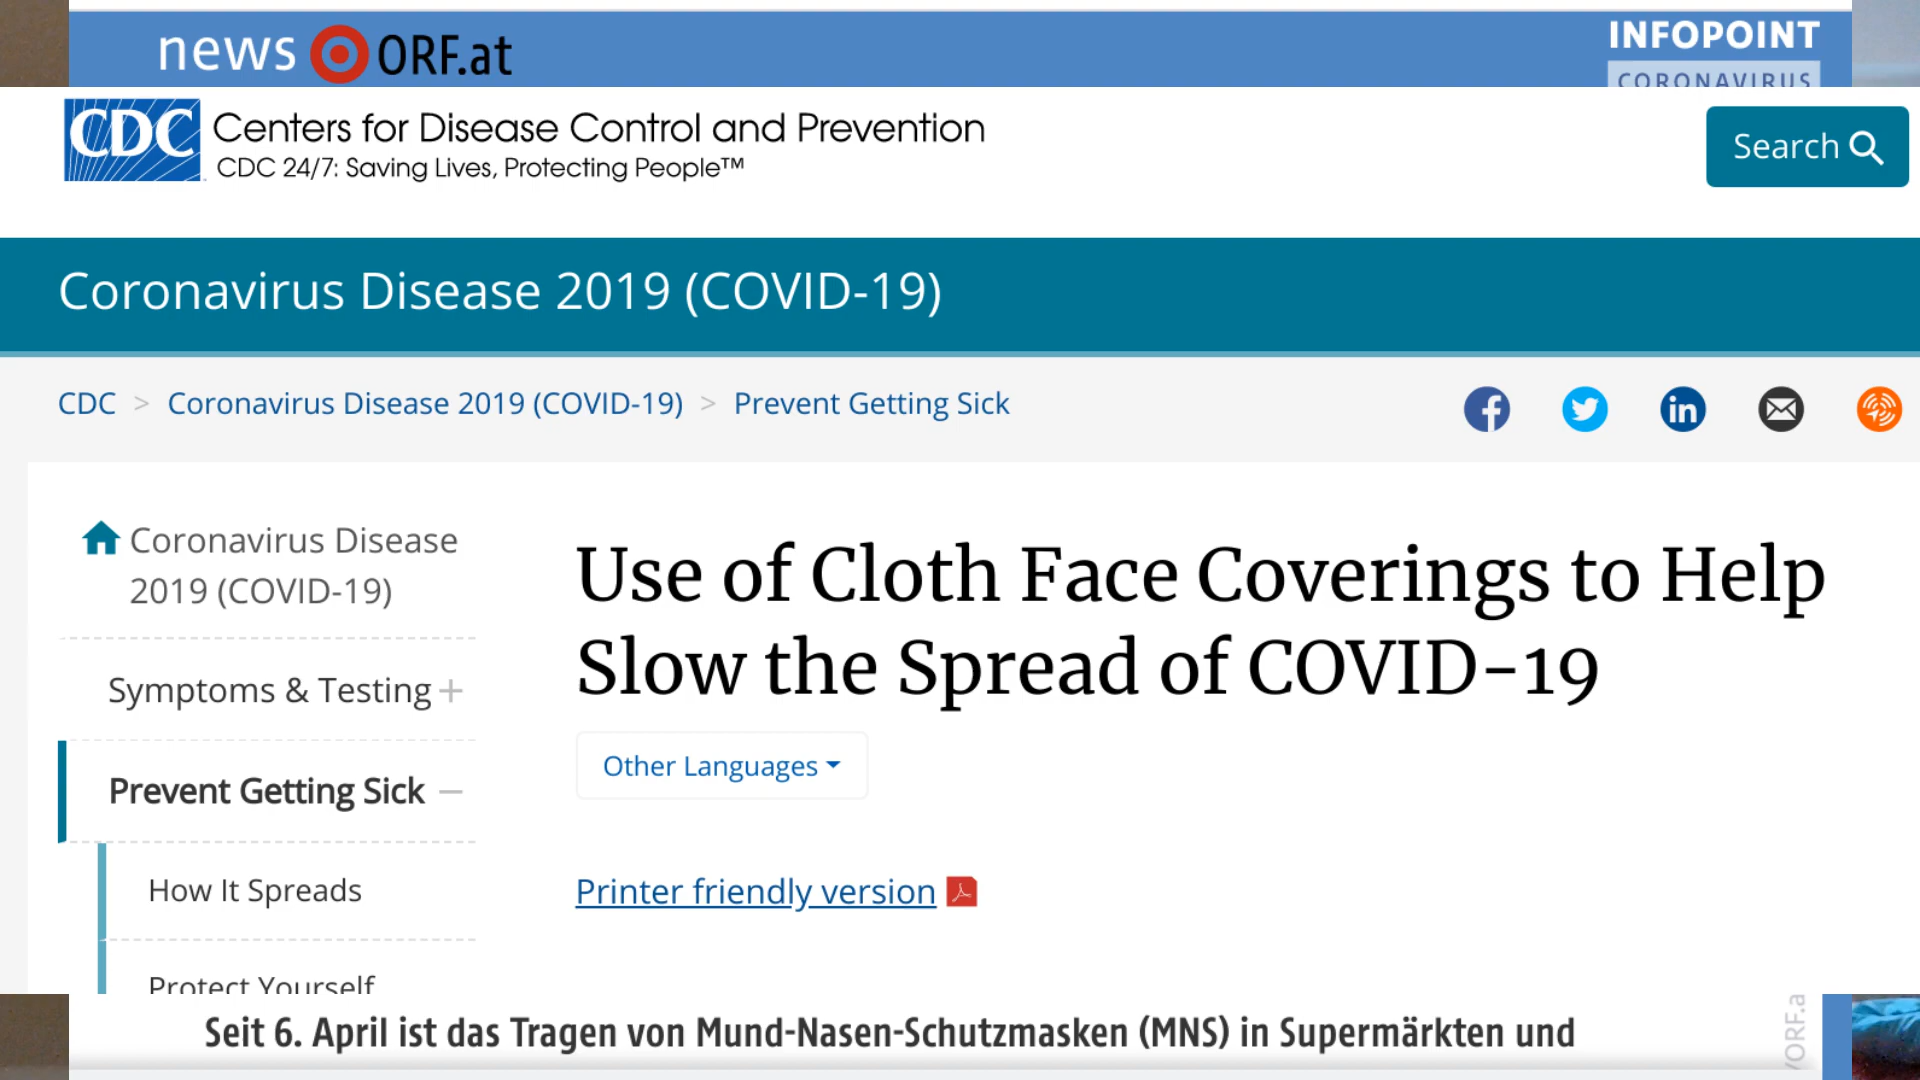 news ORF.at
INFOPOINT
CORONAVIRUS
CDC
Centers for Disease Control and Prevention
CDC 24/7: Saving Lives, Protecting People™
Search
Coronavirus Disease 2019 (COVID-19)
CDC > Coronavirus Disease 2019 (COVID-19) > Prevent Getting Sick
Coronavirus Disease
2019 (COVID-19)
Symptoms & Testing
Prevent Getting Sick
How It Spreads
Protect Yourself
Use of Cloth Face Coverings to Help
Slow the Spread of COVID-19
Other Languages
Printer friendly version
Seit 6. April ist das Tragen von Mund-Nasen-Schutzmasken (MNS) in Supermärkten und
/ORF.a